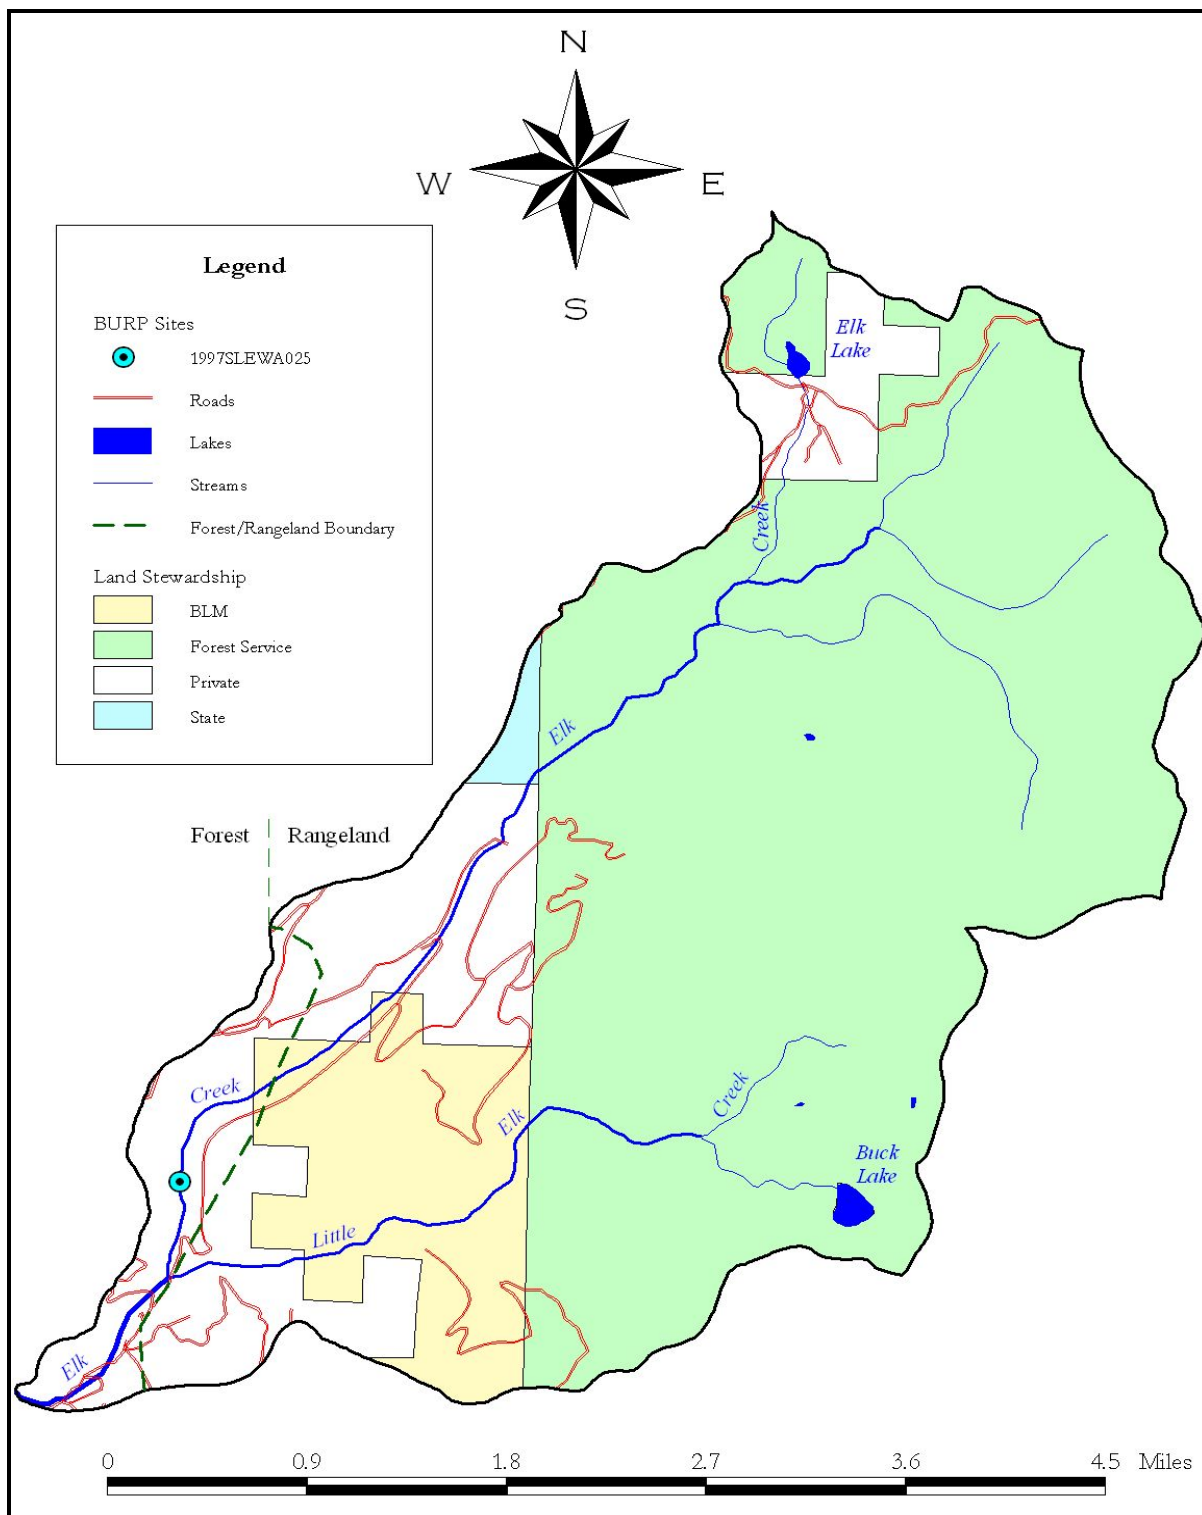 N
W
E
S
Legend
BURP Sites
1997SLEWA025
Roads
Lakes
Streams
Forest/Rangeland Boundary
Land Stewardship
BLM
Forest Service
Private
State
Elk
Lake
Creek
Elk
Forest
Rangeland
Creek
Elk
Creek
Buck
Lake
Little
Elk
0 0.9 1.8 2.7 3.6 4.5 Miles